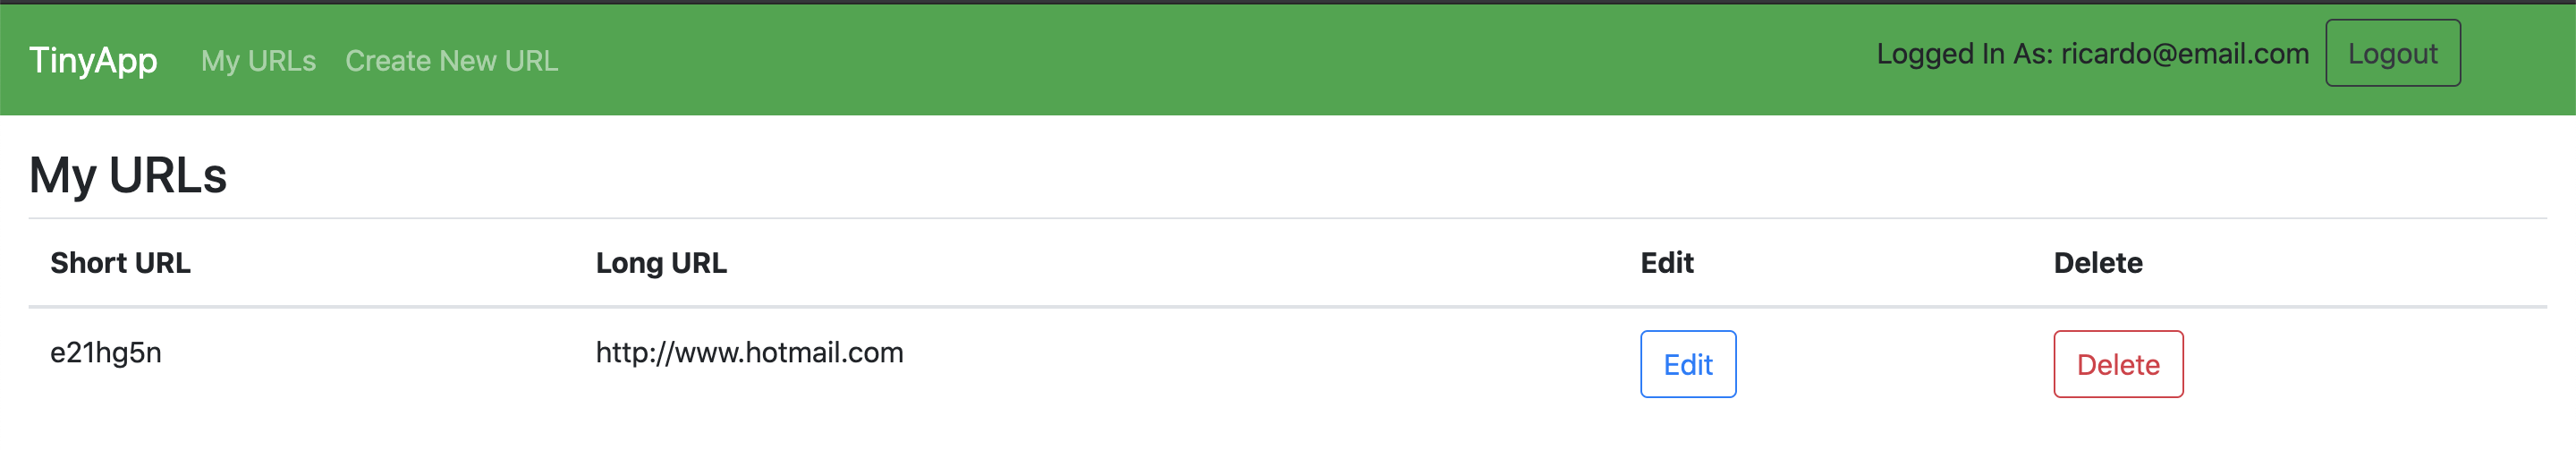 TinyApp My URLs Create New URL Logged In As: ricardo@email.com Logout
My URLs
Short URL Long URL Edit Delete
e21hg5n http://www.hotmail.com Edit Delete